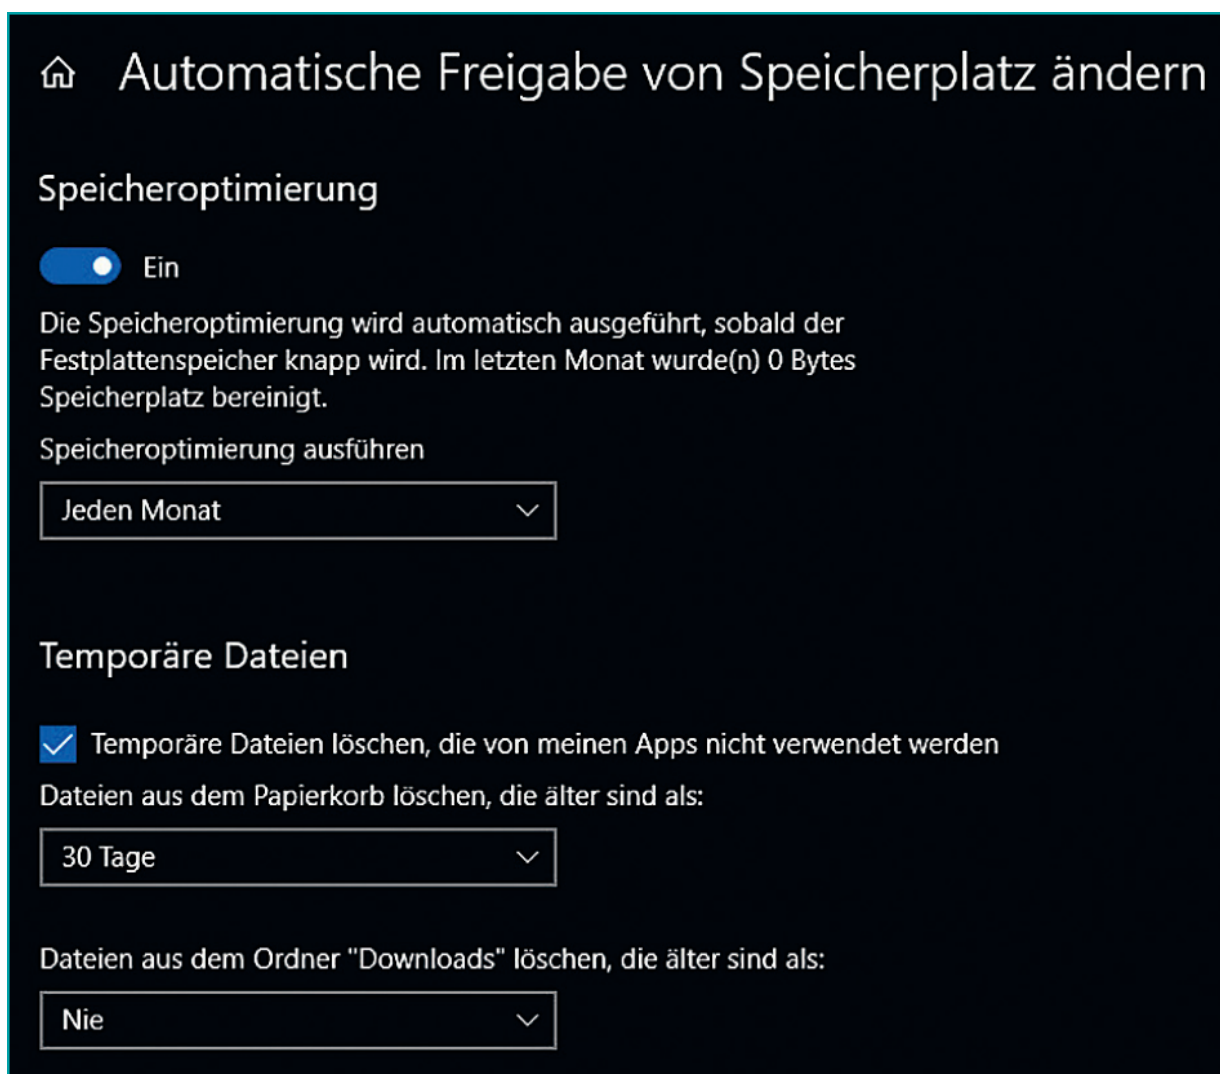 Automatische Freigabe von Speicherplatz ändern
Speicheroptimierung
Ein
Die Speicheroptimierung wird automatisch ausgeführt, sobald der
Festplattenspeicher knapp wird. Im letzten Monat wurde(n) 0 Bytes
Speicherplatz bereinigt.
Speicheroptimierung ausführen
Jeden Monat
Temporäre Dateien
Temporäre Dateien löschen, die von meinen Apps nicht verwendet werden
Dateien aus dem Papierkorb löschen, die älter sind als:
30 Tage
Dateien aus dem Ordner "Downloads" löschen, die älter sind als:
Nie